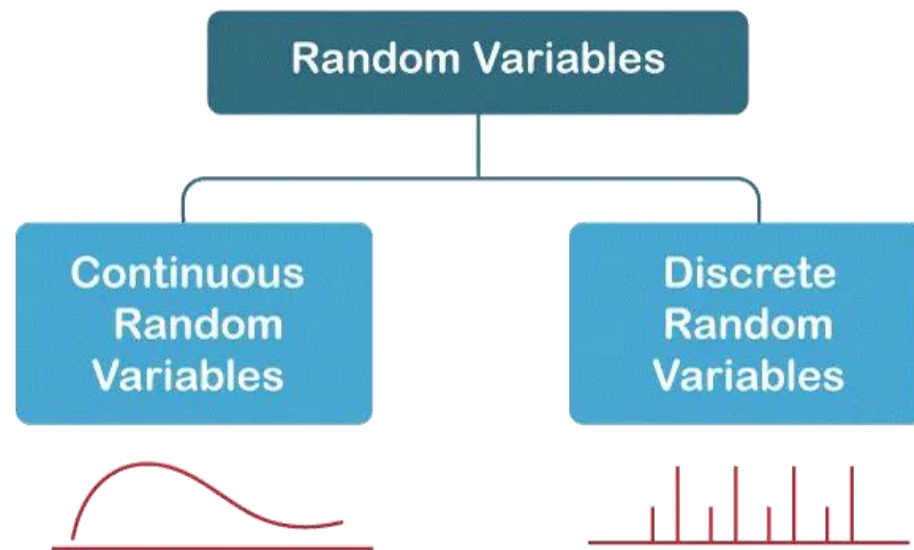 Random Variables
Continuous
Random
Variables
Discrete
Random
Variables